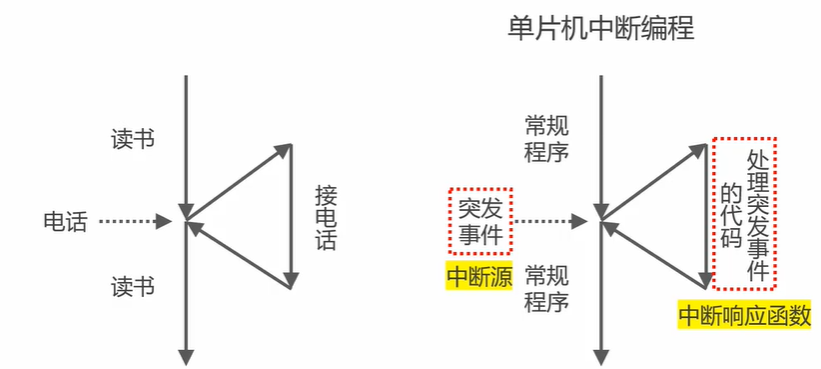 单片机中断编程
读书
电话
接电话
读书
常规
程序
突发
事件
中断源
处理突发事件
的代码
常规
程序
中断响应函数